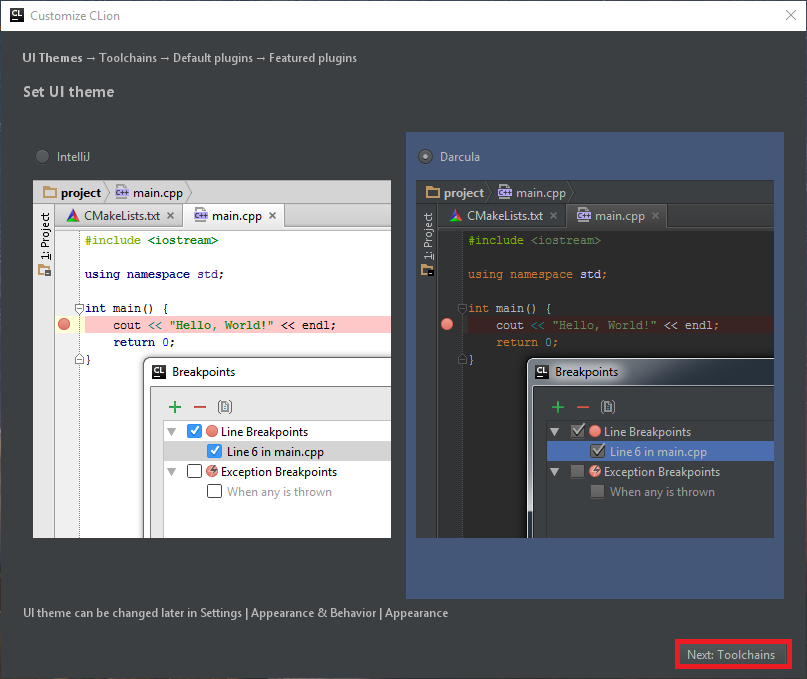 CL Customize CLion
UI Themes → Toolchains → Default plugins → Featured plugins
Set UI theme
IntelliJ
project main.cpp
CMakeLists.txt main.cpp
1: Project
#include <iostream>
using namespace std;
int main() {
cout << "Hello, World!" << endl;
return 0;
}
CL Breakpoints
Line Breakpoints
Line 6 in main.cpp
Exception Breakpoints
When any is thrown
Darcula
project main.cpp
CMakeLists.txt main.cpp
1: Project
#include <iostream>
using namespace std;
int main() {
cout << "Hello, World!" << endl;
return 0;
}
CL Breakpoints
Line Breakpoints
Line 6 in main.cpp
Exception Breakpoints
When any is thrown
UI theme can be changed later in Settings | Appearance & Behavior | Appearance
Next: Toolchains